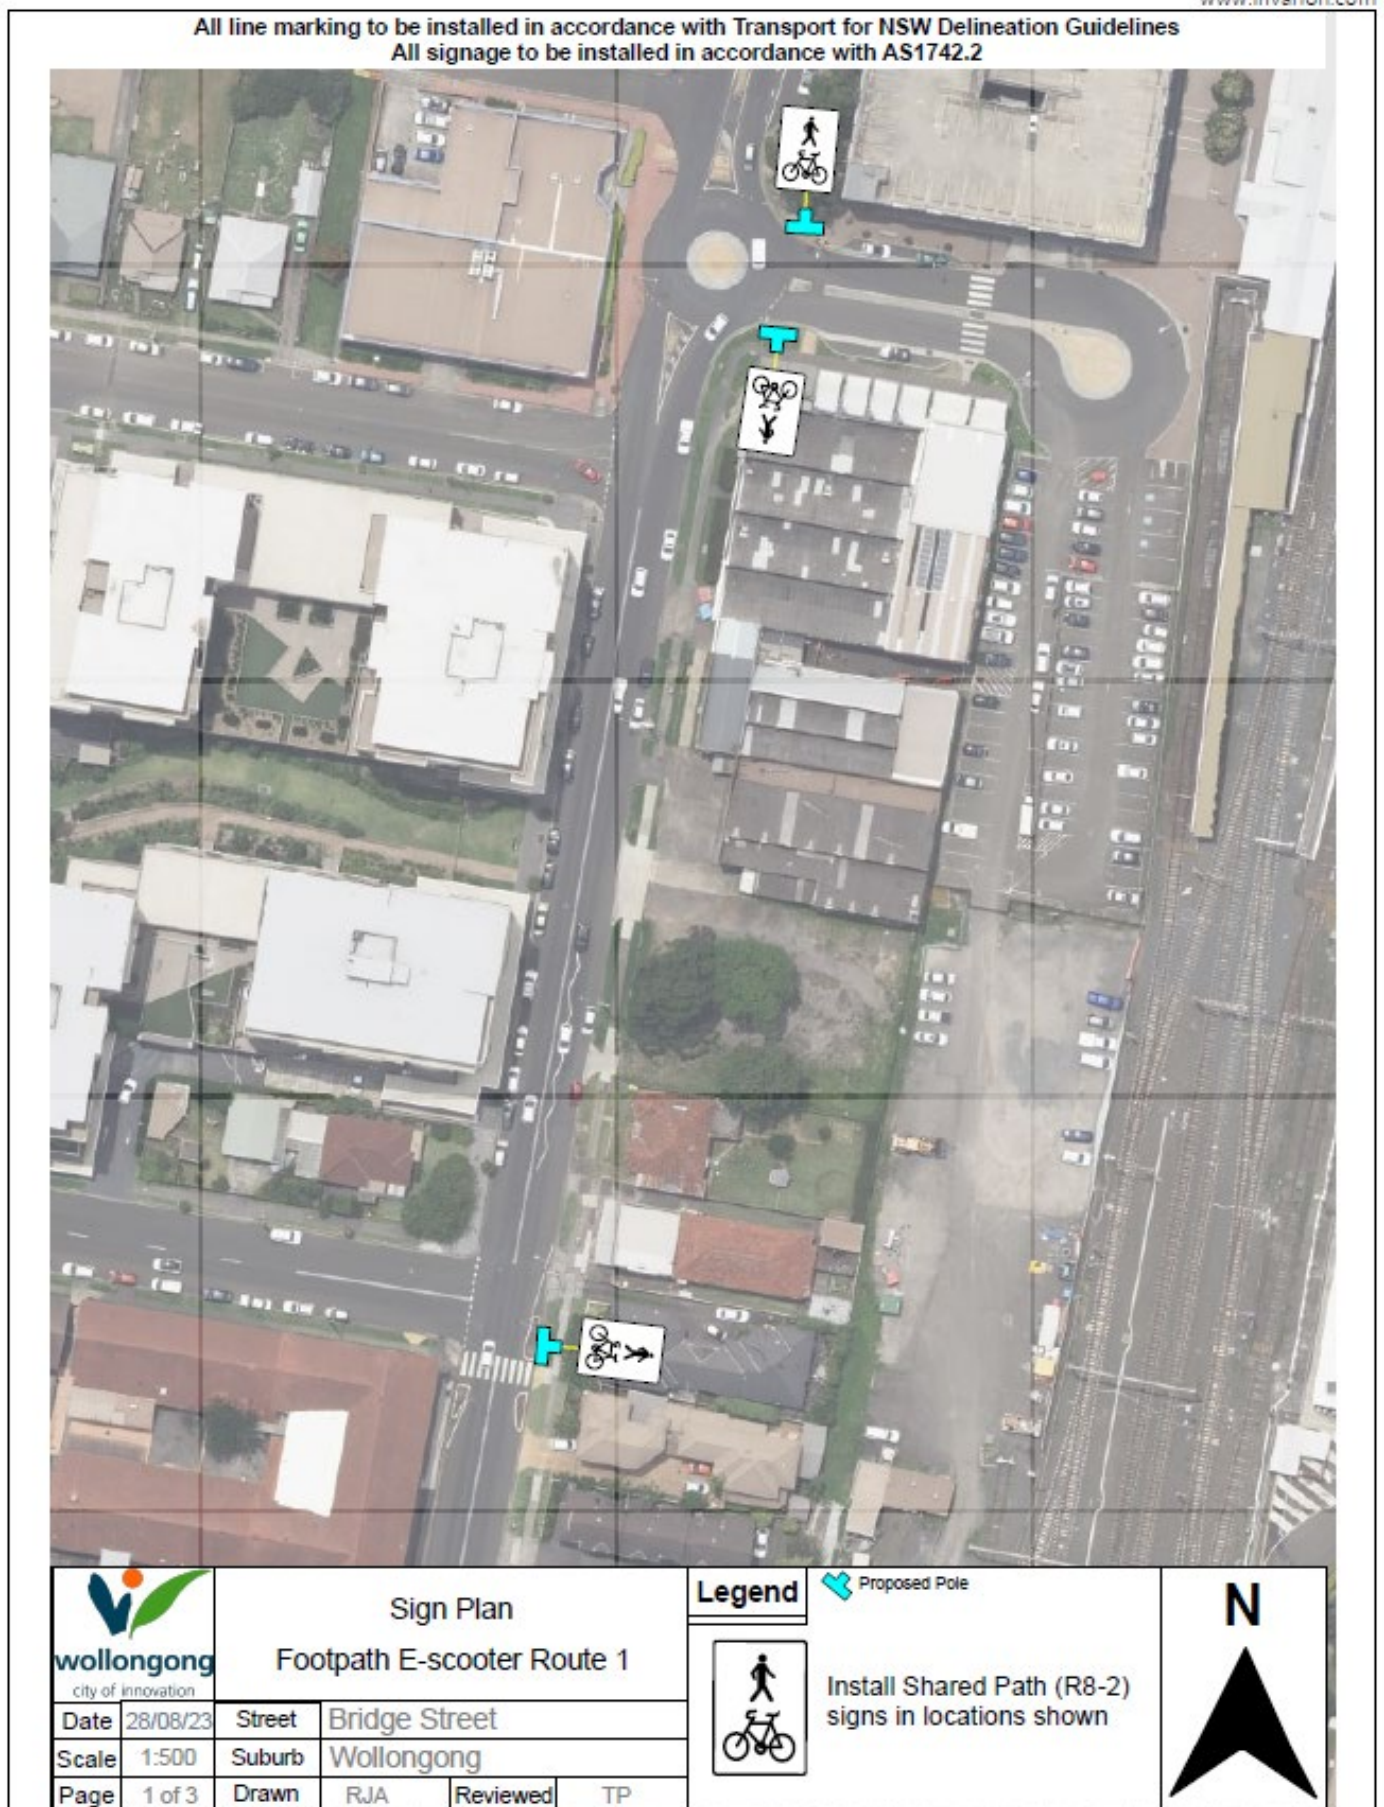 www.invarion.com
All line marking to be installed in accordance with Transport for NSW Delineation Guidelines
All signage to be installed in accordance with AS1742.2
wollongong
city of innovation
Sign Plan
Footpath E-scooter Route 1
Date 28/08/23 Street Bridge Street
Scale 1:500 Suburb Wollongong
Page 1 of 3 Drawn RJA Reviewed TP
Legend
Proposed Pole
Install Shared Path (R8-2)
signs in locations shown
N